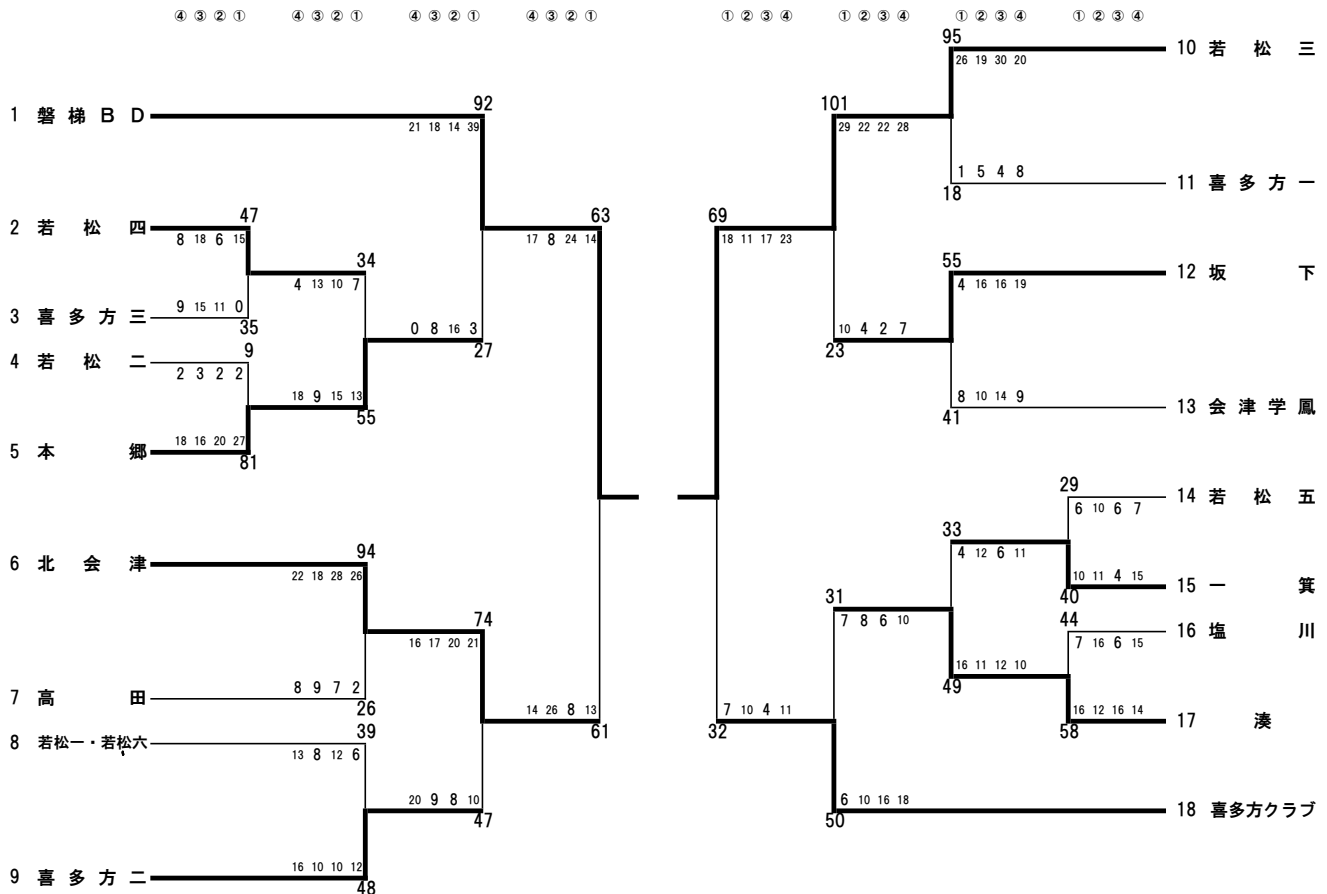 ④ ③ ② ① ④ ③ ② ① ④ ③ ② ① ④ ③ ② ① ① ② ③ ④ ① ② ③ ④ ① ② ③ ④ ① ② ③ ④
95
10 若松三
26 19 30 20
92
101
1 磐梯BD
21 18 14 39
29 22 22 28
1 5 4 8
18
11 喜多方一
47
63
69
2 若松四
8 18 6 15
17 8 24 14
18 11 17 23
34
55
12 坂下
4 13 10 7
4 16 16 19
9 15 11 0
3 喜多方三
35
0 8 16 3
10 4 2 7
27
23
9
4 若松二
2 3 2 2
18 9 15 13
55
8 10 14 9
41
13 会津学鳳
18 16 20 27
5 本郷
81
29
14 若松五
6 10 6 7
33
4 12 6 11
94
6 北会津
22 18 28 26
10 11 4 15
40
15 一箕
74
31
44
16 塩川
16 17 20 21
7 8 6 10
7 16 6 15
8 9 7 2
7 高田
26
16 11 12 10
49
14 26 8 13
61
7 10 4 11
32
16 12 16 14
58
17 湊
39
8 若松一・若松六
13 8 12 6
20 9 8 10
47
6 10 16 18
50
18 喜多方クラブ
16 10 10 12
9 喜多方二
48